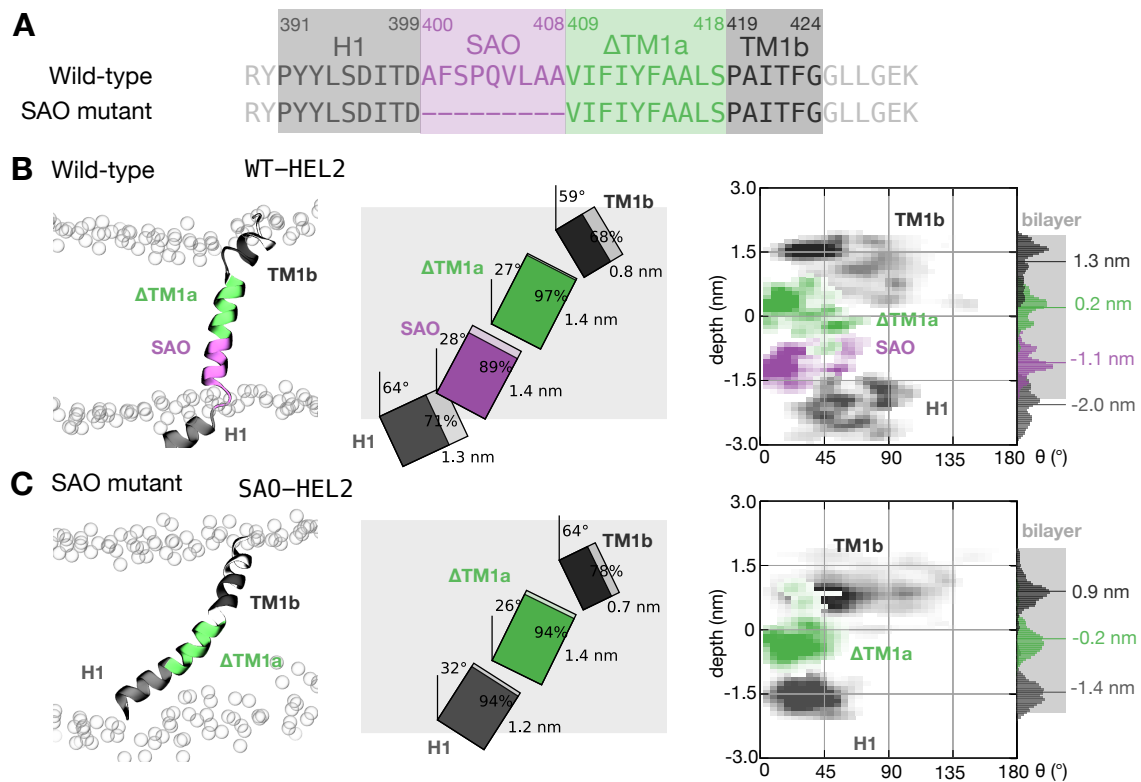 A
391 399 400 408 409 418 419 424
H1 SAO ΔTM1a TM1b
Wild-type RYPYYLSDITDAFSPQVLAAVIFIYFAALSPAITFGGLLGEK
SAO mutant RYPYYLSDITD---------VIFIYFAALSPAITFGGLLGEK
B Wild-type WT-HEL2
TM1b
ΔTM1a
SAO
H1
59° TM1b
68%
0.8 nm
ΔTM1a 27°
97%
1.4 nm
SAO 28°
89%
1.4 nm
64°
71%
H1 1.3 nm
3.0
1.5
0
-1.5
-3.0
depth (nm)
TM1b
ΔTM1a
SAO
H1
0 45 90 135 180 θ (°)
bilayer
1.3 nm
0.2 nm
-1.1 nm
-2.0 nm
C SAO mutant SAO-HEL2
TM1b
ΔTM1a
H1
64° TM1b
78%
0.7 nm
ΔTM1a 26°
94%
1.4 nm
32°
94%
1.2 nm
H1
3.0
1.5
0
-1.5
-3.0
depth (nm)
TM1b
ΔTM1a
H1
0 45 90 135 180 θ (°)
bilayer
0.9 nm
-0.2 nm
-1.4 nm